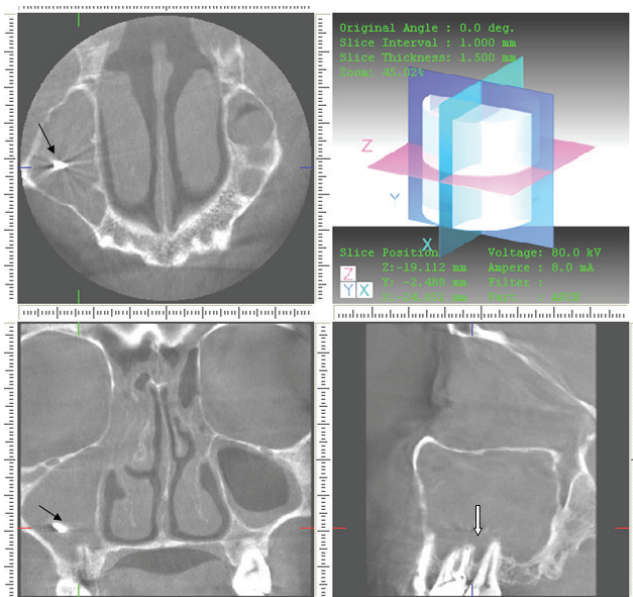 Original Angle : 0.0 deg.
Slice Interval : 1.000 mm
Slice Thickness: 1.500 mm
Zoom: 45.02%
Z
Y
X
Slice Position
Voltage: 80.0 kV
Z:-19.112 mm
Ampere : 8.0 mA
Y: -2.488 mm
Filter :
Z
Y X